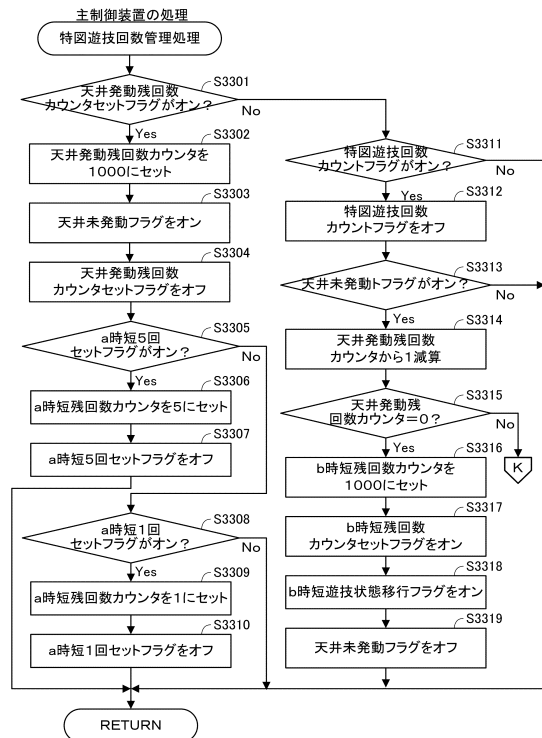 主制御装置の処理
特図遊技回数管理処理
S3301
天井発動残回数
カウンタセットフラグがオン？
No
Yes
S3302
天井発動残回数カウンタを
1000にセット
S3303
天井未発動フラグをオン
S3304
天井発動残回数
カウンタセットフラグをオフ
S3305
a時短5回
セットフラグがオン？
No
Yes
S3306
a時短残回数カウンタを5にセット
S3307
a時短5回セットフラグをオフ
S3308
a時短1回
セットフラグがオン？
No
Yes
S3309
a時短残回数カウンタを1にセット
S3310
a時短1回セットフラグをオフ
RETURN
S3311
特図遊技回数
カウントフラグがオン？
No
Yes
S3312
特図遊技回数
カウントフラグをオフ
S3313
天井未発動トフラグがオン？
No
Yes
S3314
天井発動残回数
カウンタから1減算
S3315
天井発動残
回数カウンタ＝0？
No
K
Yes
S3316
b時短残回数カウンタを
1000にセット
S3317
b時短残回数
カウンタセットフラグをオン
S3318
b時短遊技状態移行フラグをオン
S3319
天井未発動フラグをオフ